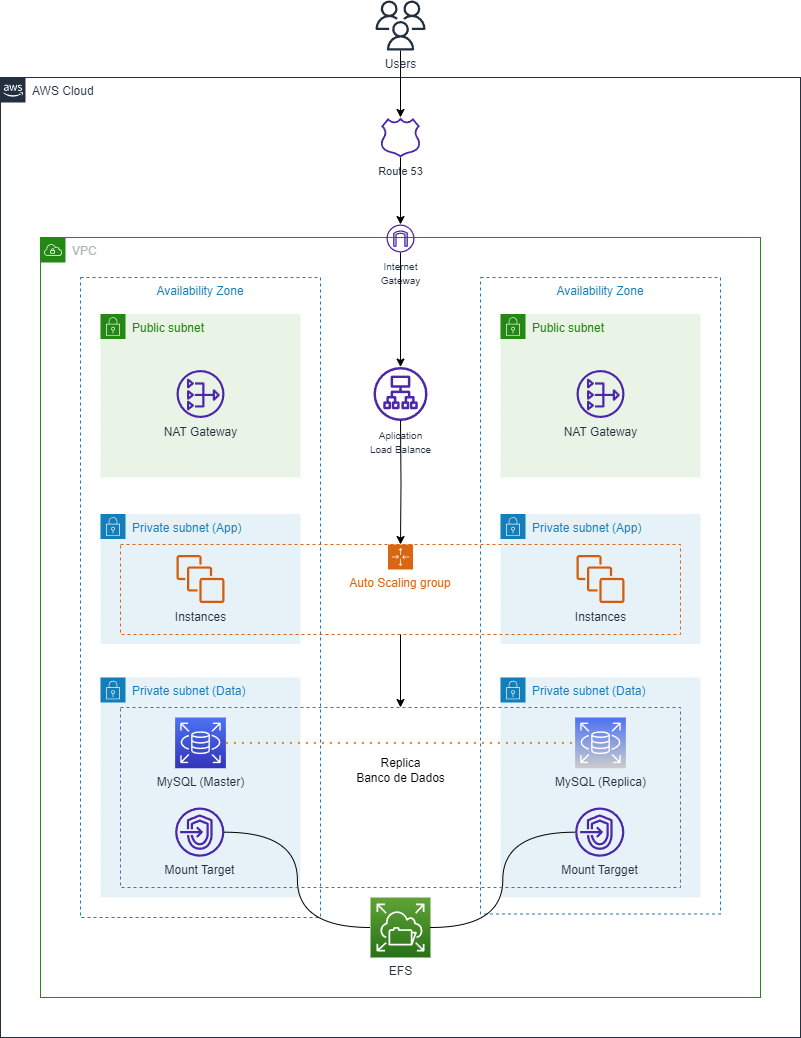 Users
aws
AWS Cloud
Route 53
VPC
Internet
Gateway
Availability Zone
Availability Zone
Public subnet
Public subnet
NAT Gateway
NAT Gateway
Aplication
Load Balance
Private subnet (App)
Private subnet (App)
Auto Scaling group
Instances
Instances
Private subnet (Data)
Private subnet (Data)
MySQL (Master)
Replica
Banco de Dados
MySQL (Replica)
Mount Target
Mount Targget
EFS